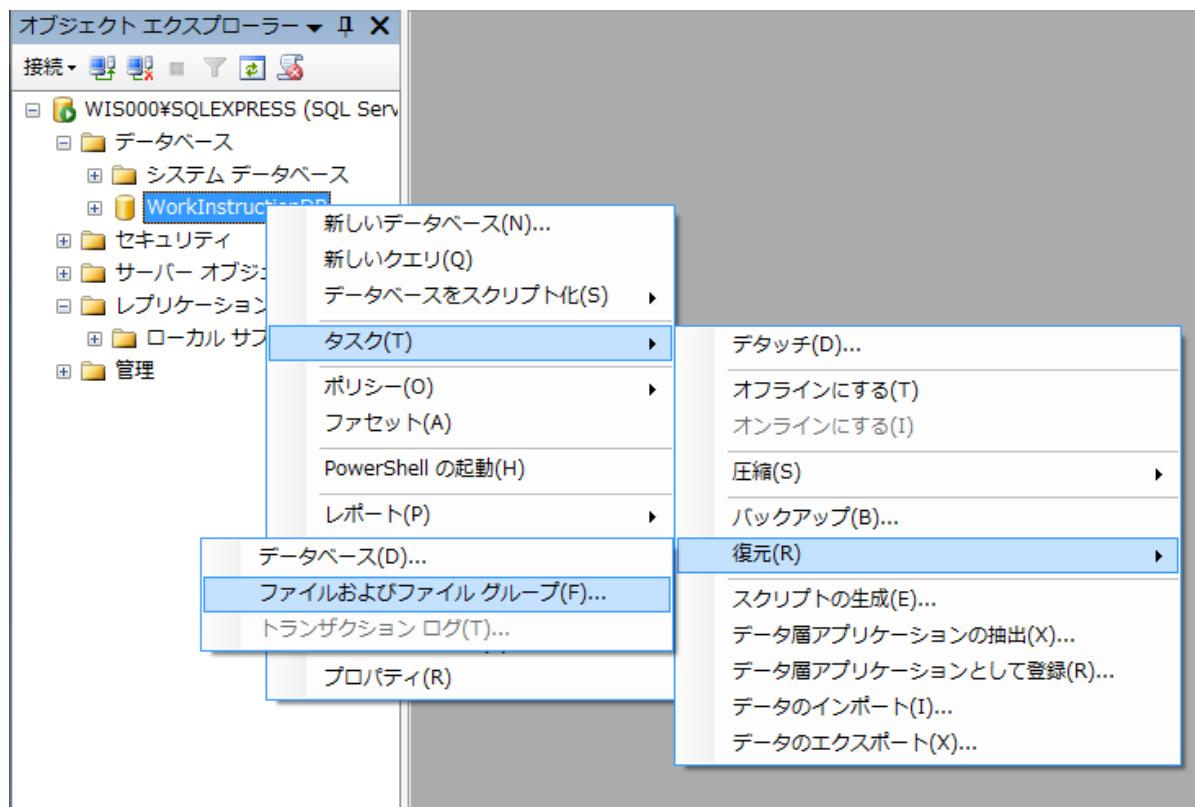 オブジェクト エクスプローラー
接続
WIS000¥SQLEXPRESS (SQL Serv
データベース
システム データベース
WorkInstructionDB
セキュリティ
サーバー オブジェ
レプリケーション
ローカル サブ
管理
新しいデータベース(N)...
新しいクエリ(Q)
データベースをスクリプト化(S)
タスク(T)
ポリシー(O)
ファセット(A)
PowerShell の起動(H)
レポート(P)
プロパティ(R)
デタッチ(D)...
オフラインにする(T)
オンラインにする(I)
圧縮(S)
バックアップ(B)...
復元(R)
スクリプトの生成(E)...
データ層アプリケーションの抽出(X)...
データ層アプリケーションとして登録(R)...
データのインポート(I)...
データのエクスポート(X)...
データベース(D)...
ファイルおよびファイル グループ(F)...
トランザクション ログ(T)...